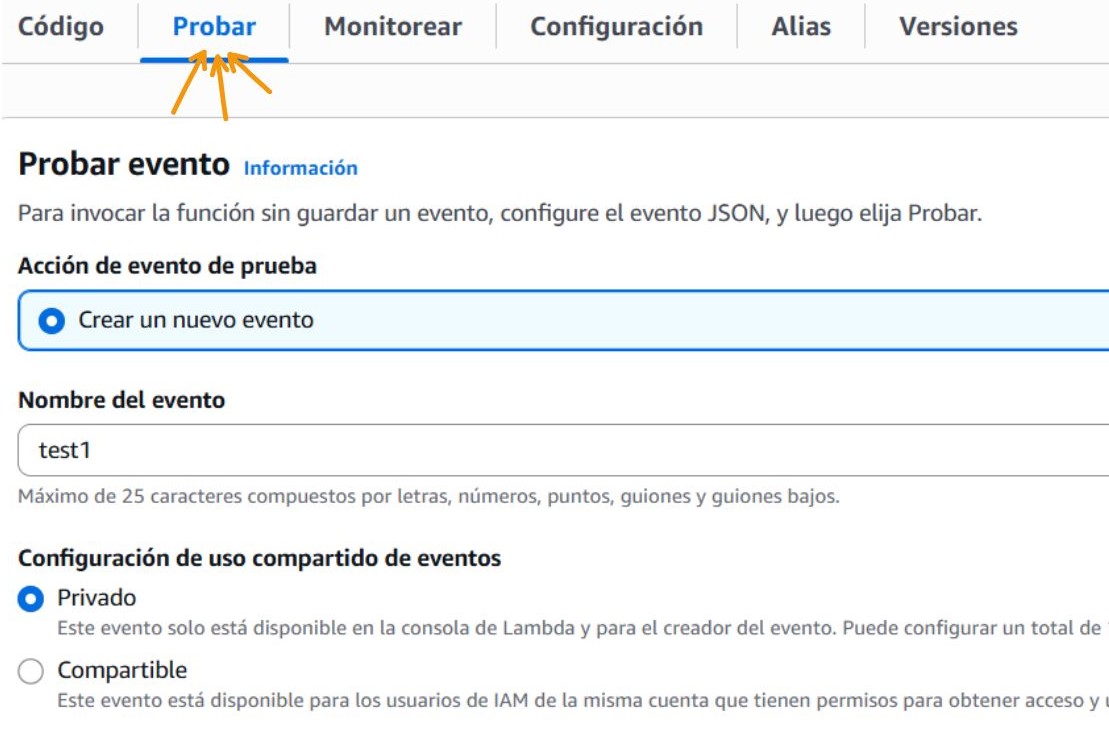 Código Probar Monitorear Configuración Alias Versiones
Probar evento Información
Para invocar la función sin guardar un evento, configure el evento JSON, y luego elija Probar.
Acción de evento de prueba
Crear un nuevo evento
Nombre del evento
test1
Máximo de 25 caracteres compuestos por letras, números, puntos, guiones y guiones bajos.
Configuración de uso compartido de eventos
Privado
Este evento solo está disponible en la consola de Lambda y para el creador del evento. Puede configurar un total de
Compartible
Este evento está disponible para los usuarios de IAM de la misma cuenta que tienen permisos para obtener acceso y